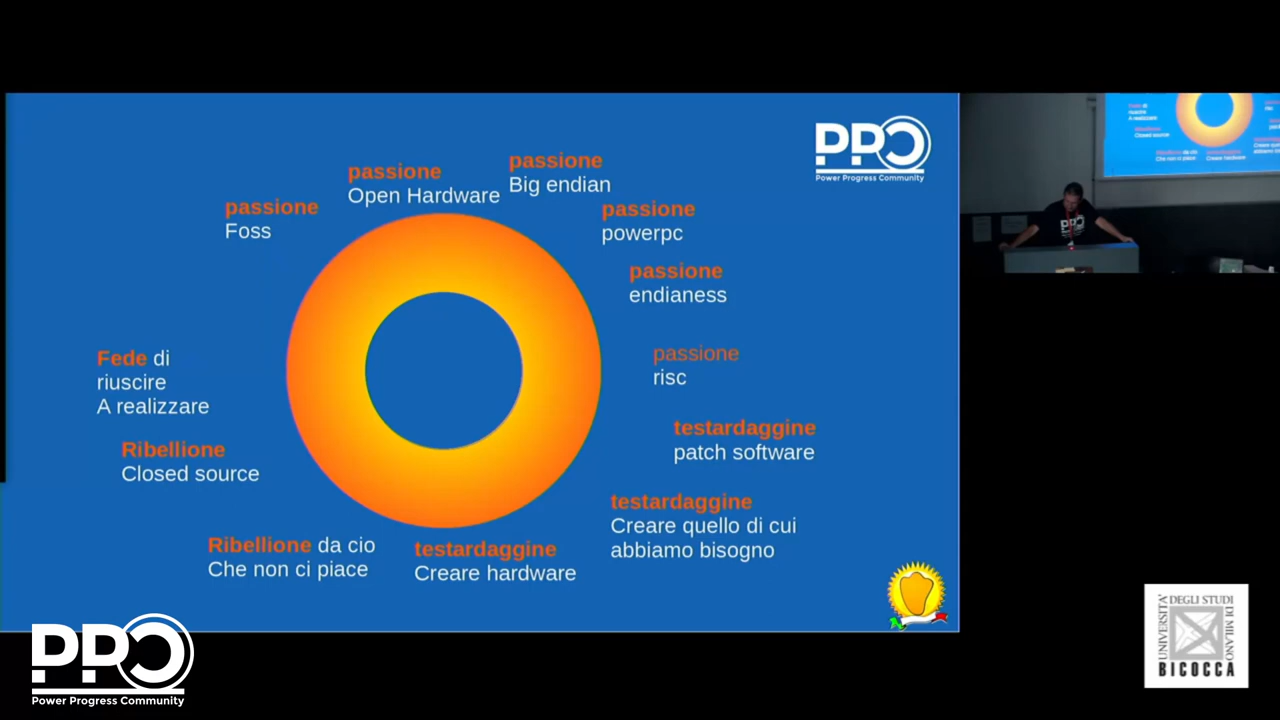 PPC
Power Progress Community
passione
Big endian
passione
Open Hardware
passione
Foss
passione
powerpc
passione
endianess
passione
risc
testardaggine
patch software
testardaggine
Creare quello di cui
abbiamo bisogno
testardaggine
Creare hardware
Ribellione da cio
Che non ci piace
Ribellione
Closed source
Fede di
riuscire
A realizzare
PPC
Power Progress Community
UNIVERSITÀ
DEGLI STUDI
DI MILANO
BICOCCA